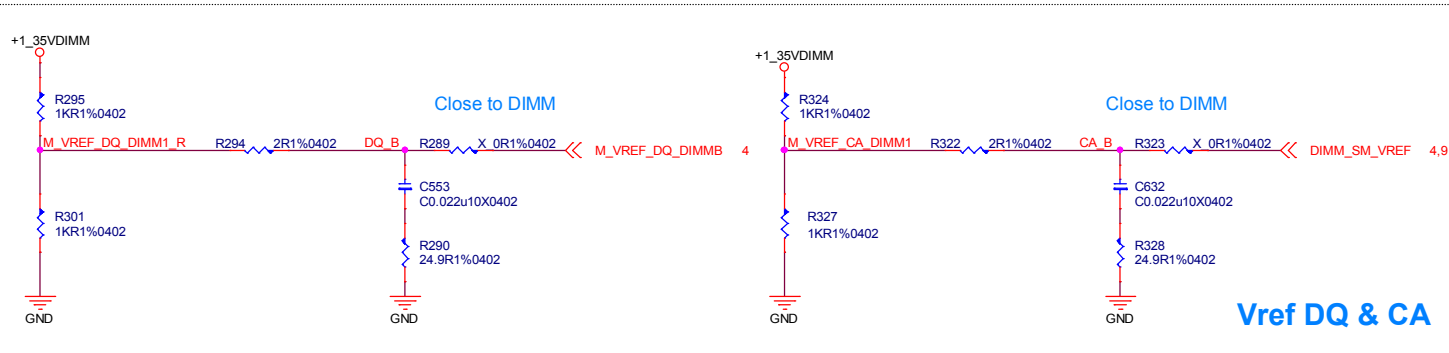 +1_35VDIMM
R295
1KR1%0402
Close to DIMM
M_VREF_DQ_DIMM1_R
R294
2R1%0402
DQ_B
R289
X_0R1%0402
M_VREF_DQ_DIMMB
4
C553
C0.022u10X0402
R301
1KR1%0402
R290
24.9R1%0402
GND
GND
+1_35VDIMM
R324
1KR1%0402
Close to DIMM
M_VREF_CA_DIMM1
R322
2R1%0402
CA_B
R323
X_0R1%0402
DIMM_SM_VREF
4,9
C632
C0.022u10X0402
R327
1KR1%0402
R328
24.9R1%0402
GND
GND
Vref DQ & CA